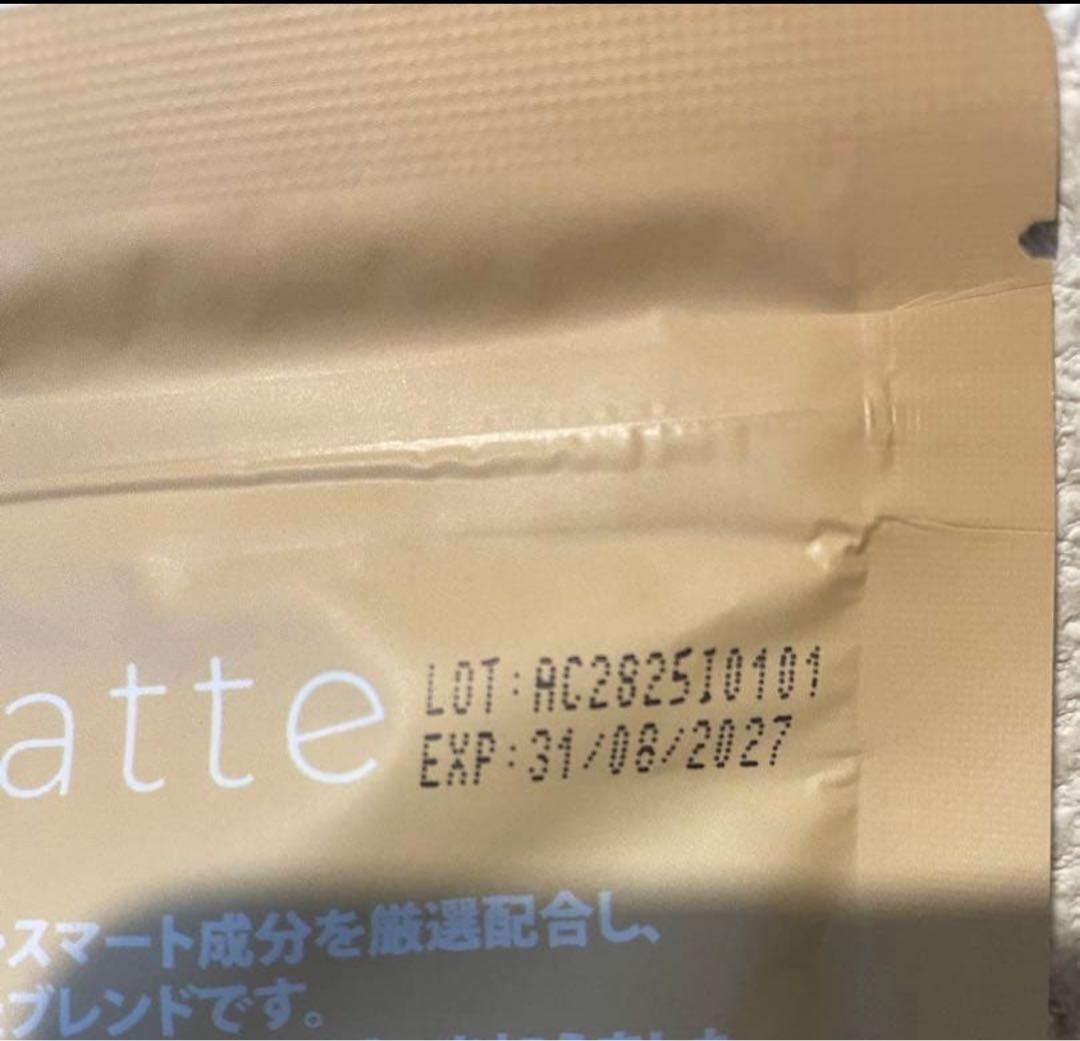 atte
LOT:AC2825I0101
EXP:31/08/2027
スマート成分を厳選配合し、
ブレンドです。